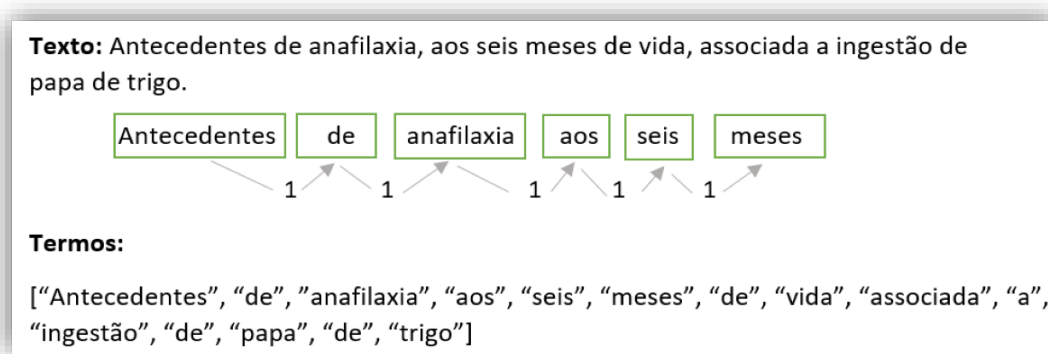 Texto: Antecedentes de anafilaxia, aos seis meses de vida, associada a ingestão de
papa de trigo.
Antecedentes de anafilaxia aos seis meses
1 1 1 1 1
Termos:
[“Antecedentes”, “de”, ”anafilaxia”, “aos”, “seis”, “meses”, “de”, “vida”, “associada”, “a”,
“ingestão”, “de”, “papa”, “de”, “trigo”]